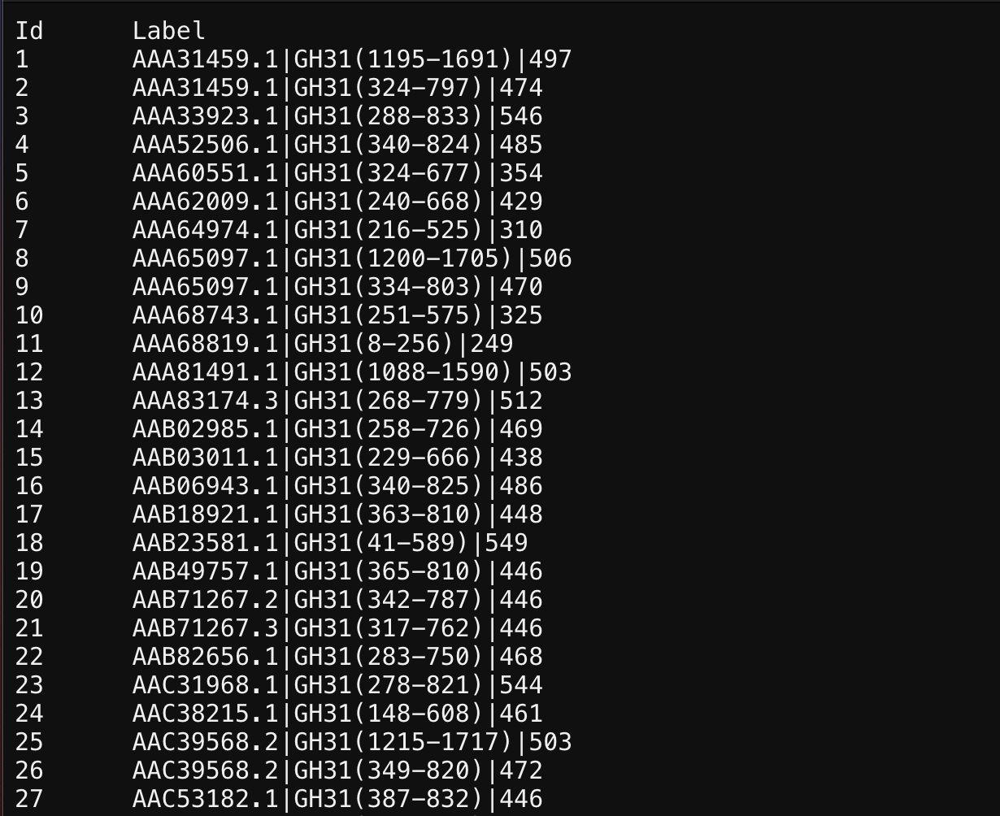 Id Label
1 AAA31459.1|GH31(1195-1691)|497
2 AAA31459.1|GH31(324-797)|474
3 AAA33923.1|GH31(288-833)|546
4 AAA52506.1|GH31(340-824)|485
5 AAA60551.1|GH31(324-677)|354
6 AAA62009.1|GH31(240-668)|429
7 AAA64974.1|GH31(216-525)|310
8 AAA65097.1|GH31(1200-1705)|506
9 AAA65097.1|GH31(334-803)|470
10 AAA68743.1|GH31(251-575)|325
11 AAA68819.1|GH31(8-256)|249
12 AAA81491.1|GH31(1088-1590)|503
13 AAA83174.3|GH31(268-779)|512
14 AAB02985.1|GH31(258-726)|469
15 AAB03011.1|GH31(229-666)|438
16 AAB06943.1|GH31(340-825)|486
17 AAB18921.1|GH31(363-810)|448
18 AAB23581.1|GH31(41-589)|549
19 AAB49757.1|GH31(365-810)|446
20 AAB71267.2|GH31(342-787)|446
21 AAB71267.3|GH31(317-762)|446
22 AAB82656.1|GH31(283-750)|468
23 AAC31968.1|GH31(278-821)|544
24 AAC38215.1|GH31(148-608)|461
25 AAC39568.2|GH31(1215-1717)|503
26 AAC39568.2|GH31(349-820)|472
27 AAC53182.1|GH31(387-832)|446